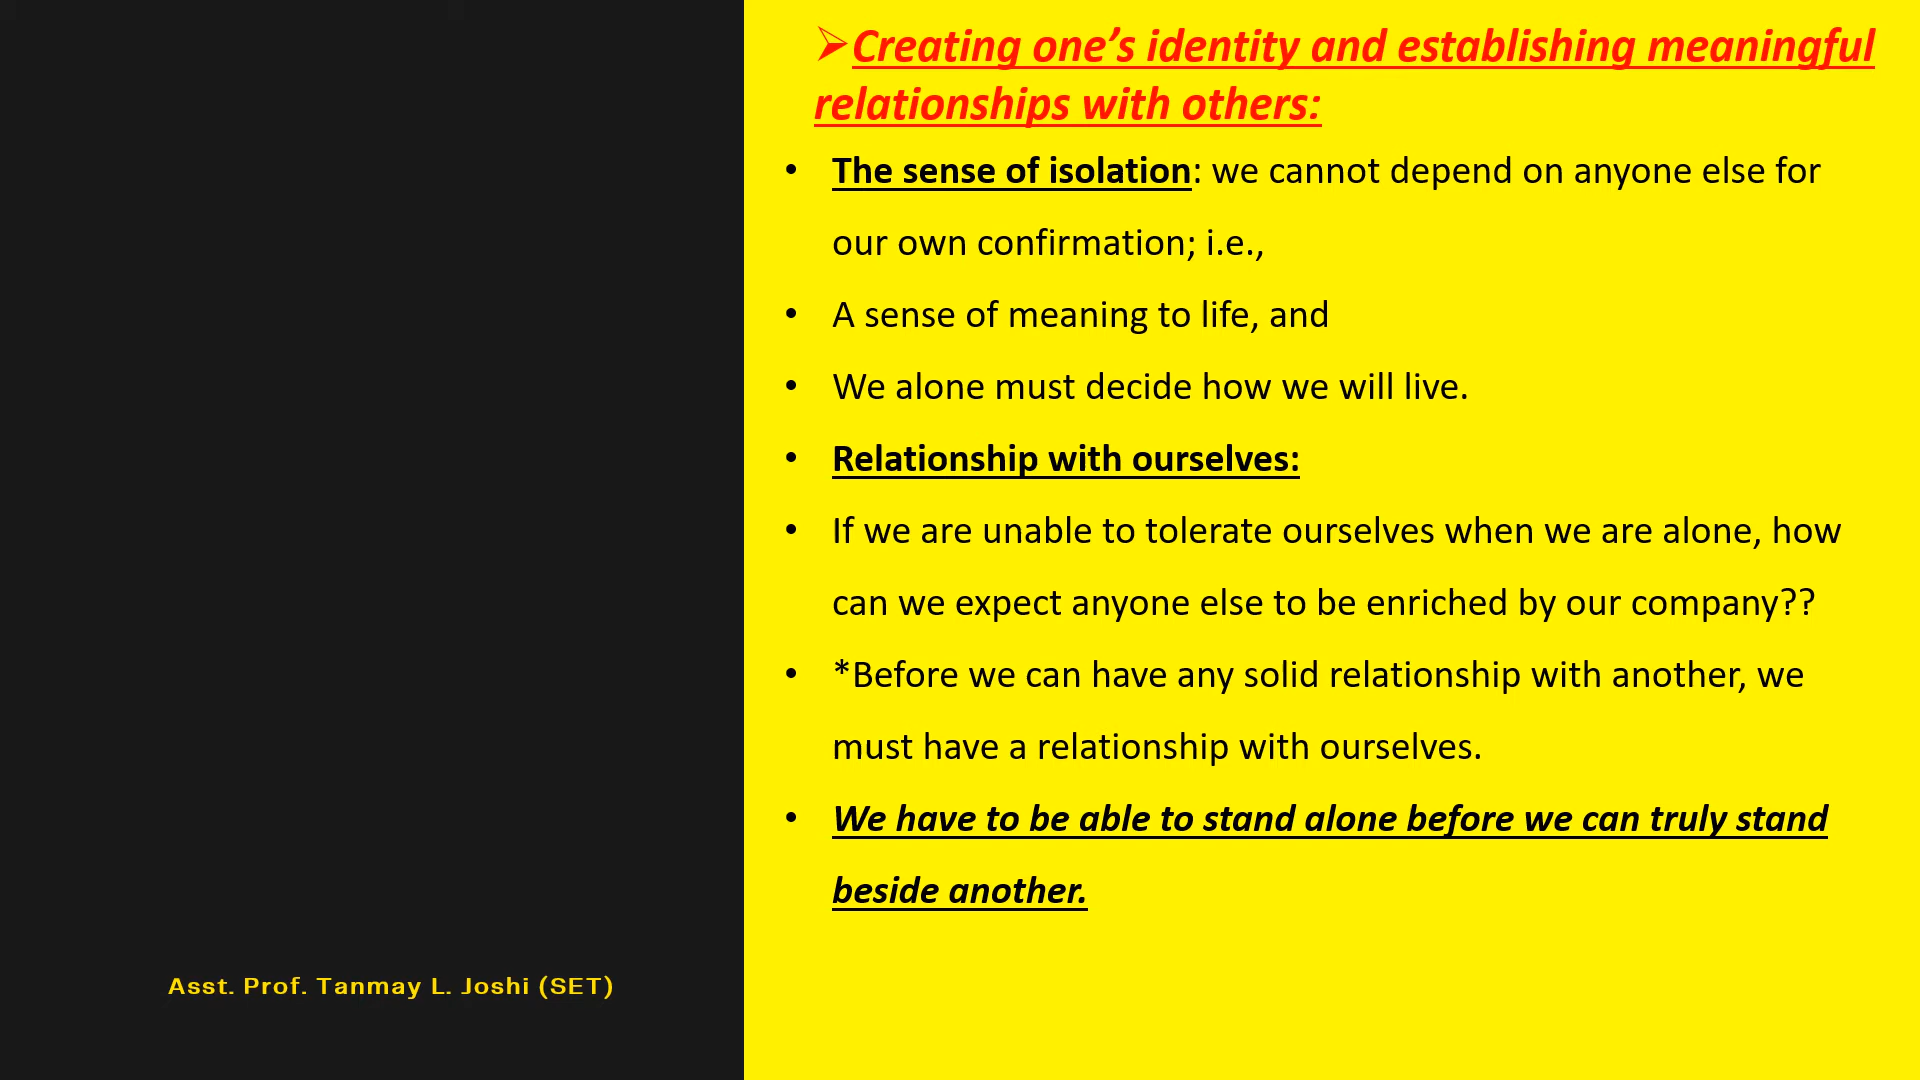 ➢Creating one’s identity and establishing meaningful
relationships with others:
• The sense of isolation: we cannot depend on anyone else for
our own confirmation; i.e.,
• A sense of meaning to life, and
• We alone must decide how we will live.
• Relationship with ourselves:
• If we are unable to tolerate ourselves when we are alone, how
can we expect anyone else to be enriched by our company??
• *Before we can have any solid relationship with another, we
must have a relationship with ourselves.
• We have to be able to stand alone before we can truly stand
beside another.
Asst. Prof. Tanmay L. Joshi (SET)